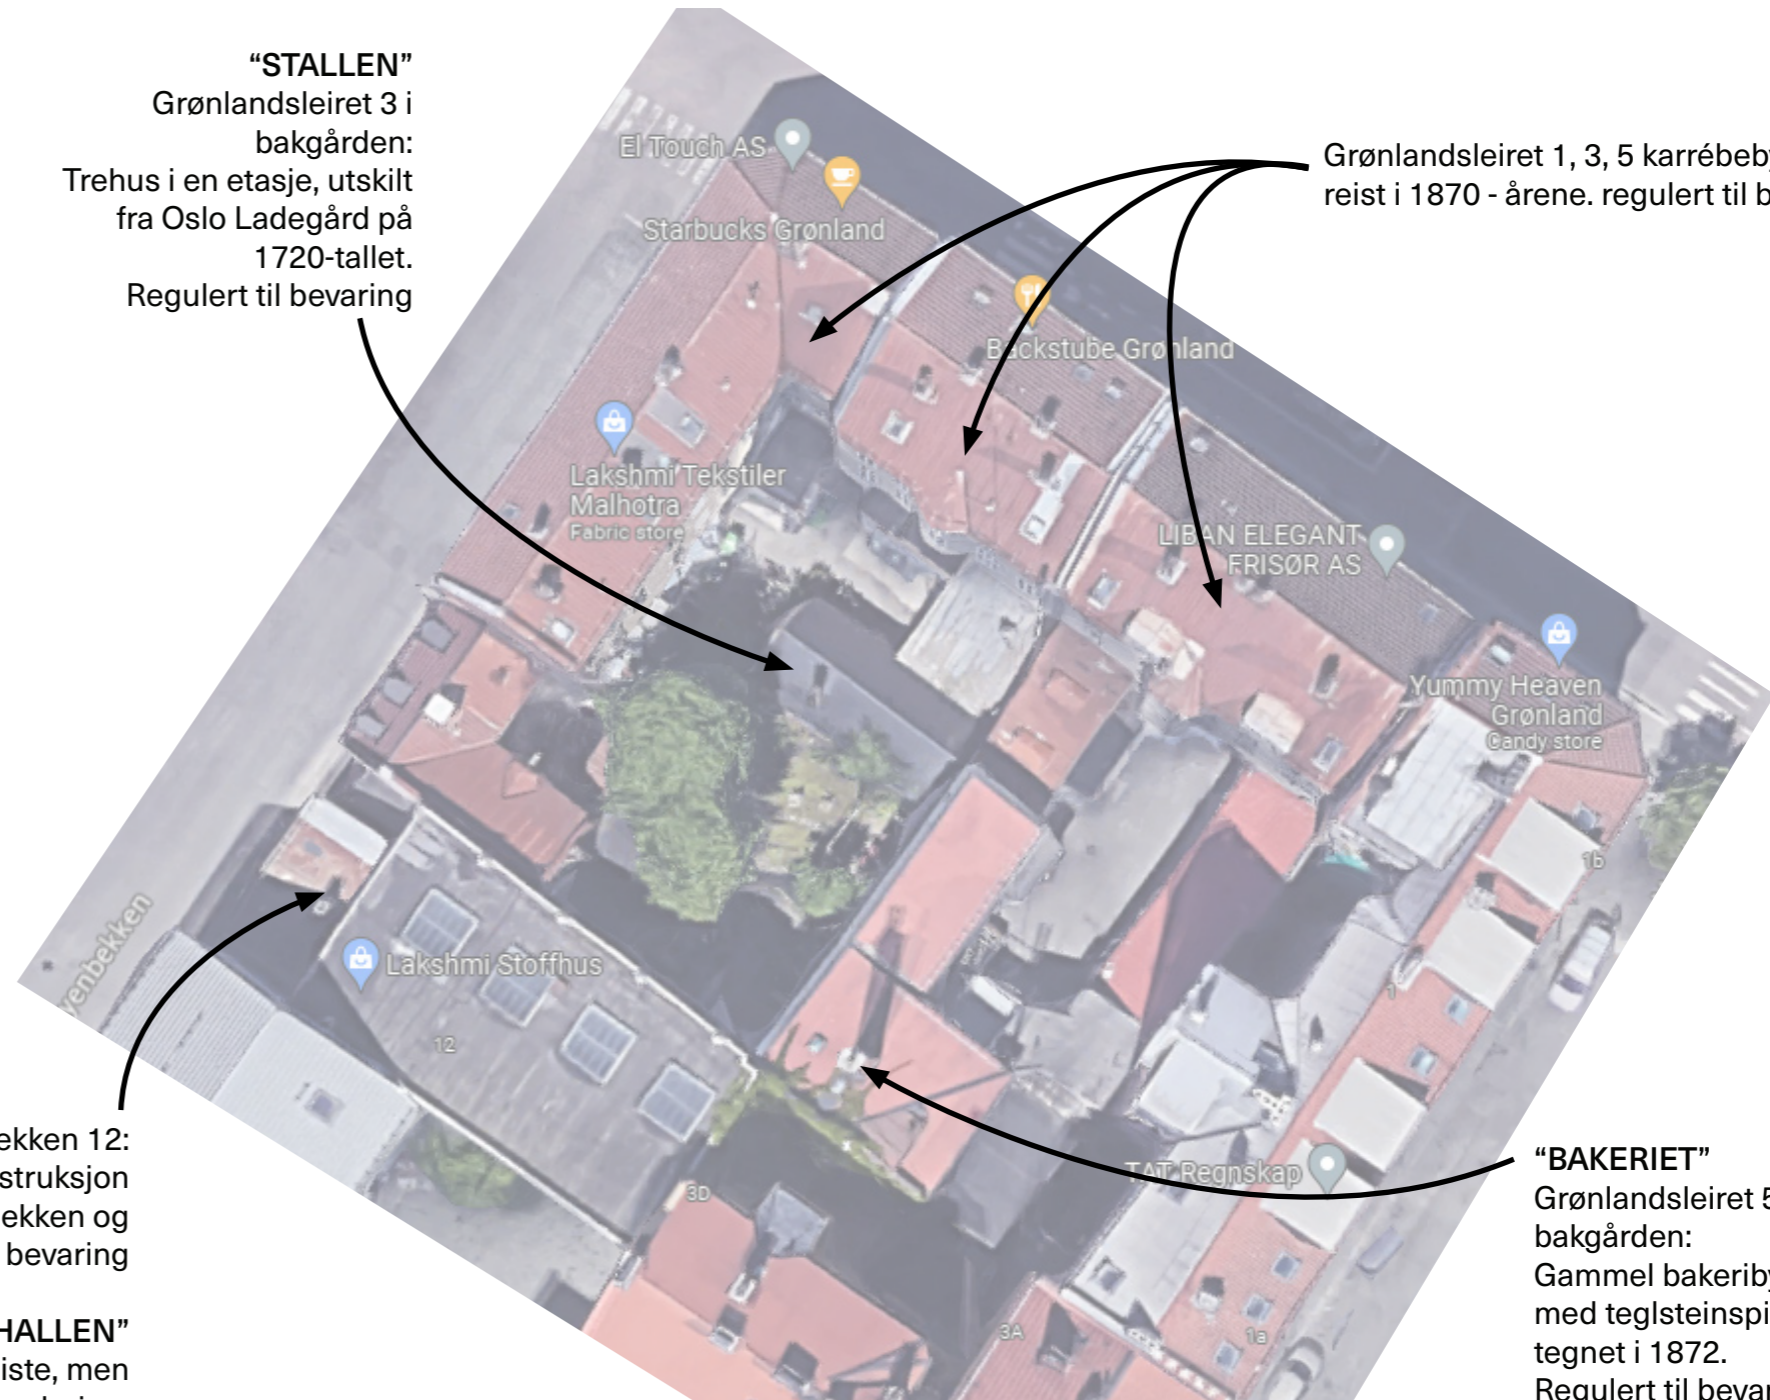 “STALLEN”
Grønlandsleiret 3 i
bakgården:
Trehus i en etasje, utskilt
fra Oslo Ladegård på
1720-tallet.
Regulert til bevaring
Grønlandsleiret 1, 3, 5 karrébeby
reist i 1870 - årene. regulert til b
El Touch AS
Starbucks Grønland
Backstube Grønland
Lakshmi Tekstiler
Malhotra
Fabric store
LIBAN ELEGANT
FRISØR AS
Yummy Heaven
Grønland
Candy store
1b
1
yenbekken
Lakshmi Stoffhus
12
3D
TAT Regnskap
3A
1a
ekken 12:
struksjon
ekken og
bevaring
HALLEN”
iste, men
“BAKERIET”
Grønlandsleiret 5
bakgården:
Gammel bakeriby
med teglsteinspi
tegnet i 1872.
Regulert til bevar